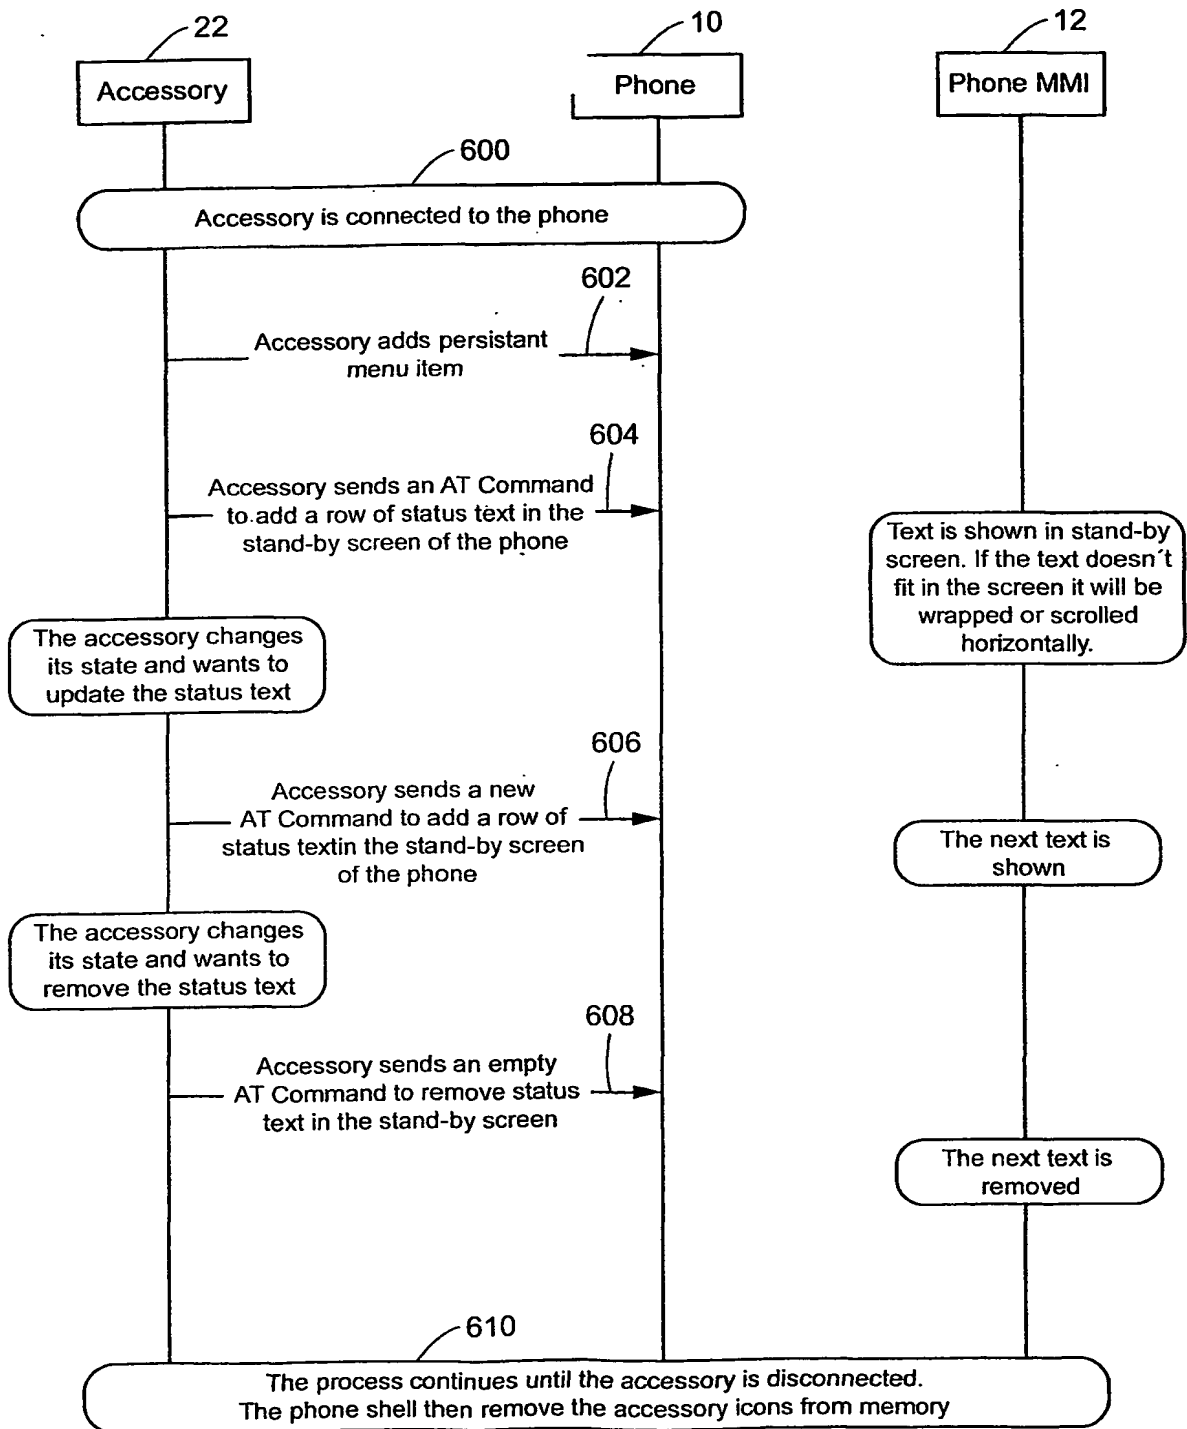 22
10
12
Accessory
Phone
Phone MMI
600
Accessory is connected to the phone
602
Accessory adds persistant
menu item
604
Accessory sends an AT Command
to add a row of status text in the
stand-by screen of the phone
Text is shown in stand-by
screen. If the text doesn´t
fit in the screen it will be
wrapped or scrolled
horizontally.
The accessory changes
its state and wants to
update the status text
606
Accessory sends a new
AT Command to add a row of
status textin the stand-by screen
of the phone
The next text is
shown
The accessory changes
its state and wants to
remove the status text
608
Accessory sends an empty
AT Command to remove status
text in the stand-by screen
The next text is
removed
610
The process continues until the accessory is disconnected.
The phone shell then remove the accessory icons from memory